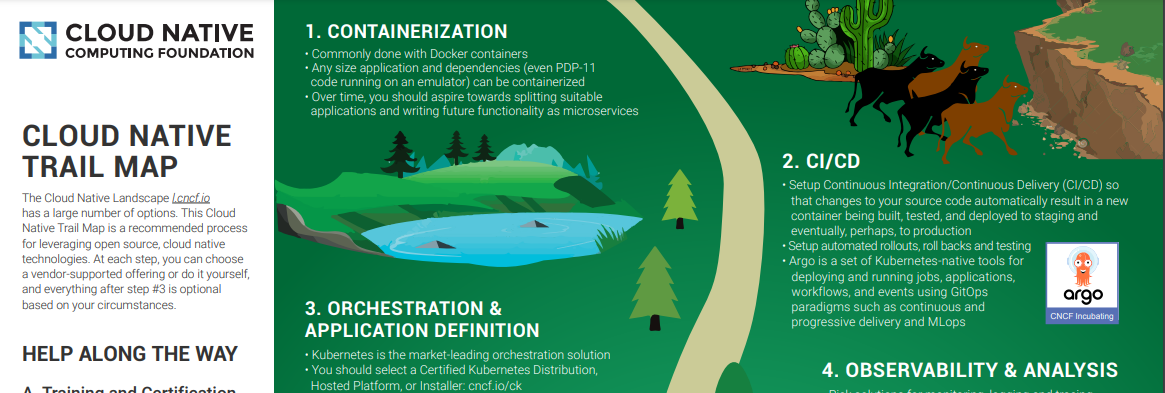 CLOUD NATIVE
COMPUTING FOUNDATION
CLOUD NATIVE
TRAIL MAP
The Cloud Native Landscape l.cncf.io
has a large number of options. This Cloud
Native Trail Map is a recommended process
for leveraging open source, cloud native
technologies. At each step, you can choose
a vendor-supported offering or do it yourself,
and everything after step #3 is optional
based on your circumstances.
HELP ALONG THE WAY
A. Training and Certification
1. CONTAINERIZATION
• Commonly done with Docker containers
• Any size application and dependencies (even PDP-11
code running on an emulator) can be containerized
• Over time, you should aspire towards splitting suitable
applications and writing future functionality as microservices
2. CI/CD
• Setup Continuous Integration/Continuous Delivery (CI/CD) so
that changes to your source code automatically result in a new
container being built, tested, and deployed to staging and
eventually, perhaps, to production
• Setup automated rollouts, roll backs and testing
• Argo is a set of Kubernetes-native tools for
deploying and running jobs, applications,
workflows, and events using GitOps
paradigms such as continuous and
progressive delivery and MLops
argo
CNCF Incubating
3. ORCHESTRATION &
APPLICATION DEFINITION
• Kubernetes is the market-leading orchestration solution
• You should select a Certified Kubernetes Distribution,
Hosted Platform, or Installer: cncf.io/ck
4. OBSERVABILITY & ANALYSIS
• Pick solutions for monitoring, logging and tracing